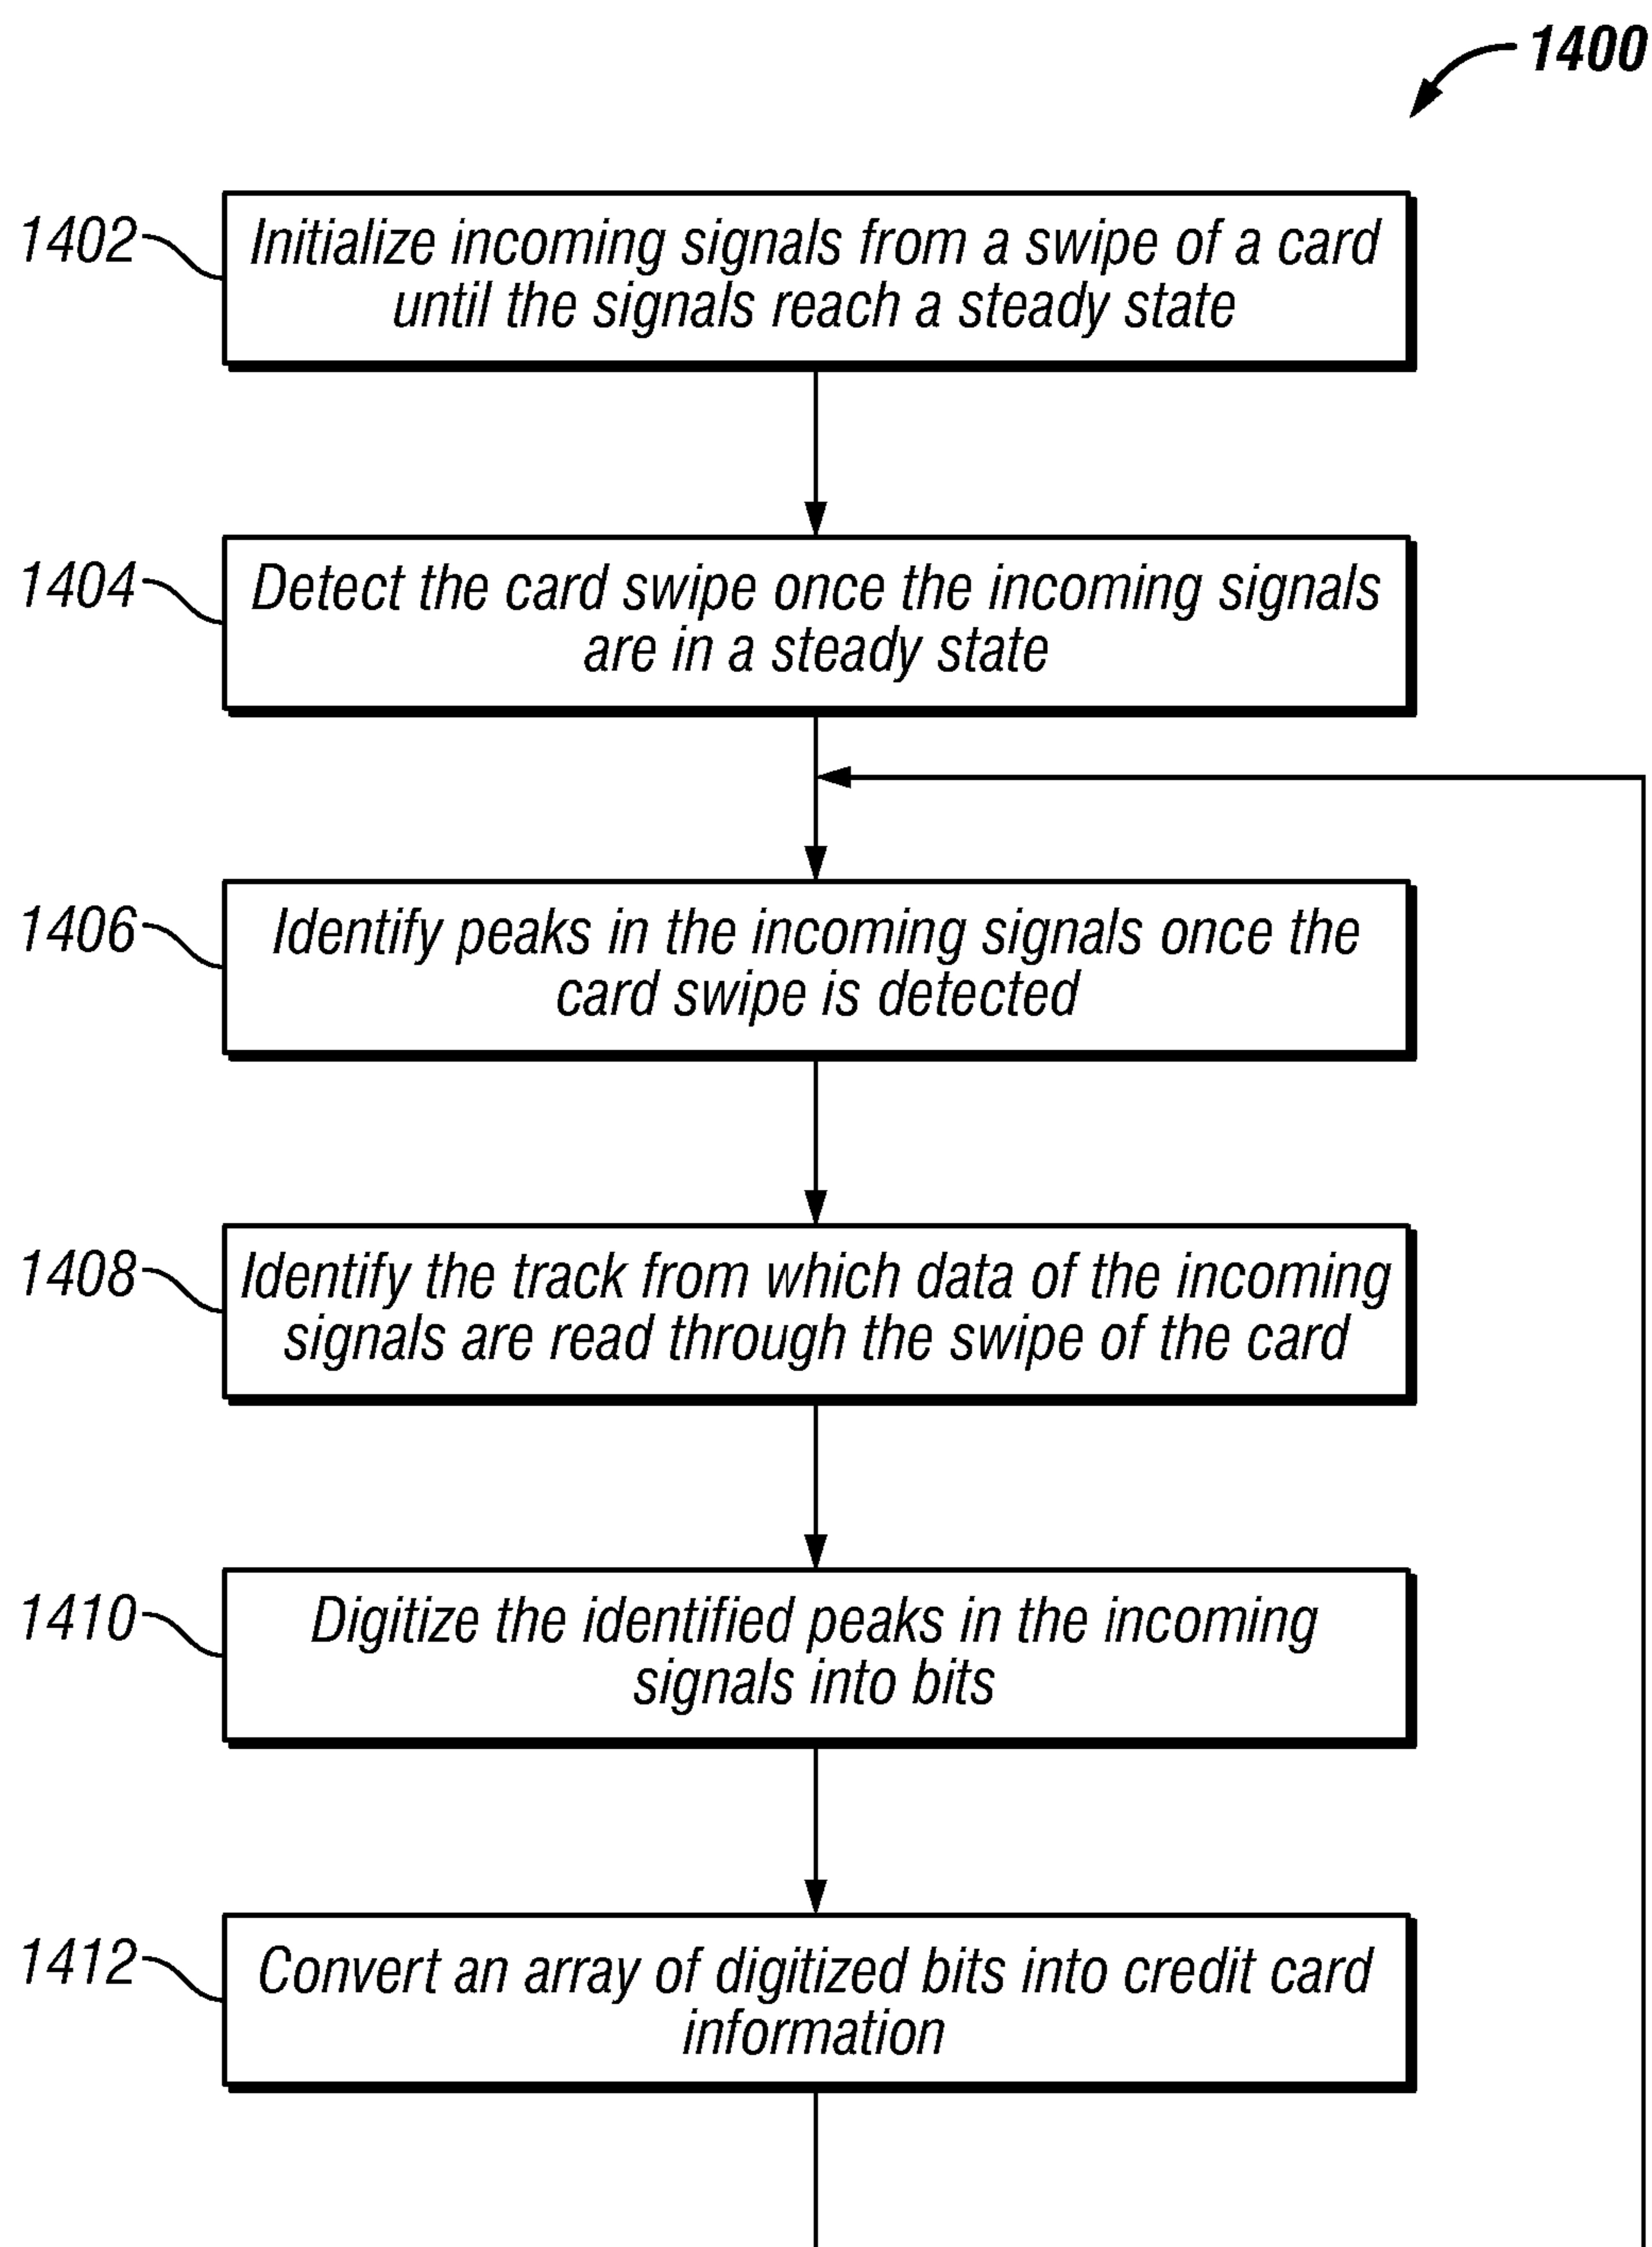 1400
1402
Initialize incoming signals from a swipe of a card
until the signals reach a steady state
1404
Detect the card swipe once the incoming signals
are in a steady state
1406
Identify peaks in the incoming signals once the
card swipe is detected
1408
Identify the track from which data of the incoming
signals are read through the swipe of the card
1410
Digitize the identified peaks in the incoming
signals into bits
1412
Convert an array of digitized bits into credit card
information